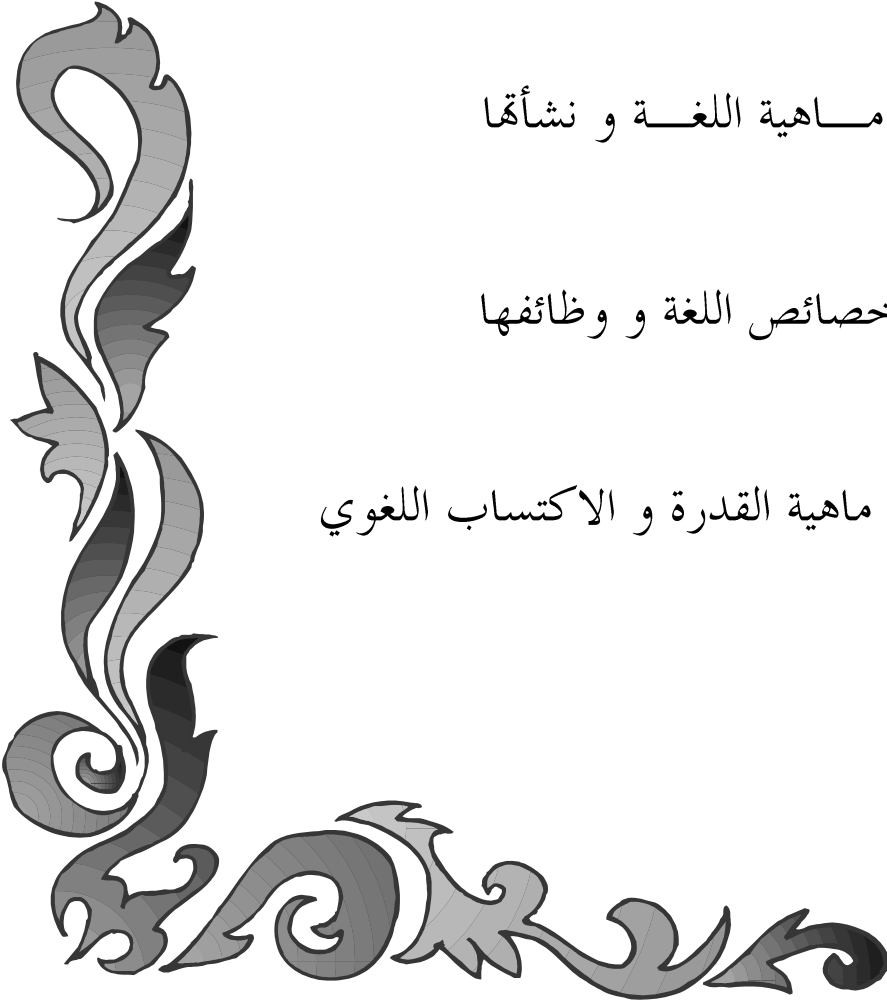 مـــاهية اللغـــة و نشأتها
خصائص اللغة و وظائفها
ماهية القدرة و الاكتساب اللغوي